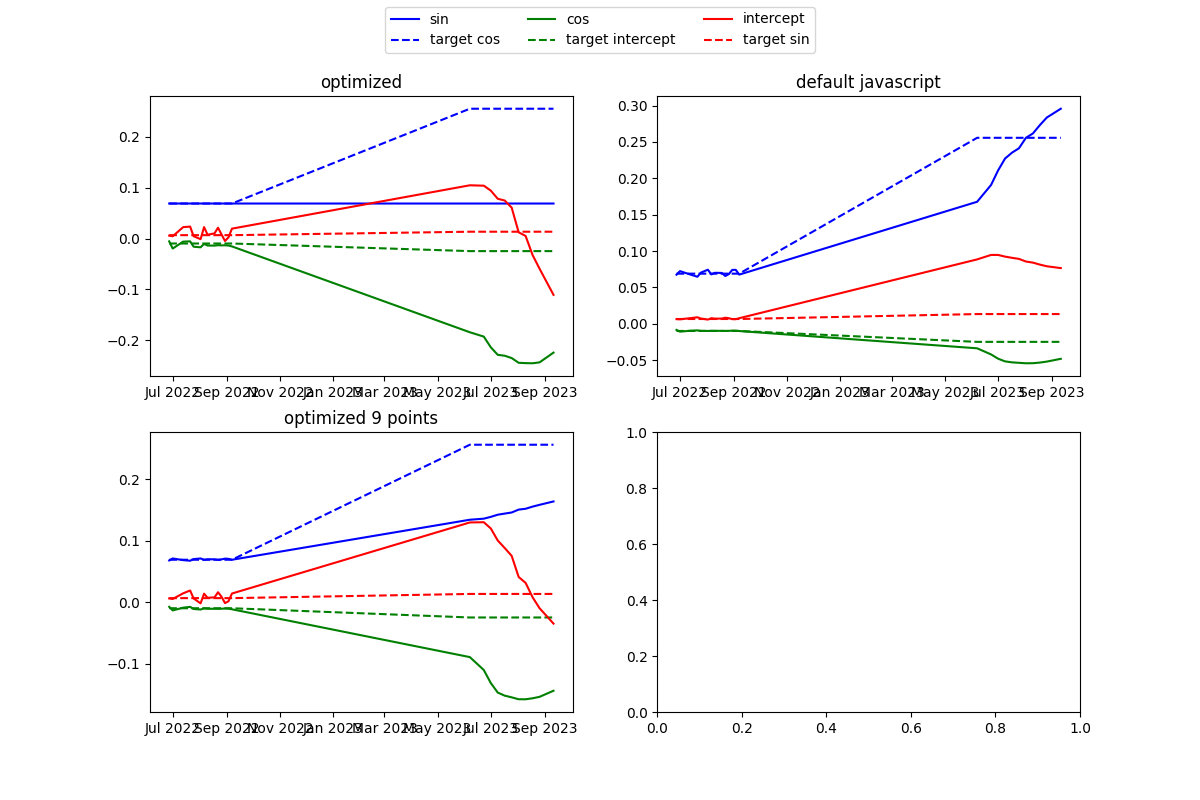 sin cos intercept
target cos target intercept target sin
optimized default javascript
0.2
0.1
0.0
−0.1
−0.2
Jul 2022 Sep 2022 Nov 2022 Jan 2023 Mar 2023 May 2023 Jul 2023 Sep 2023
0.30
0.25
0.20
0.15
0.10
0.05
0.00
−0.05
Jul 2022 Sep 2022 Nov 2022 Jan 2023 Mar 2023 May 2023 Jul 2023 Sep 2023
optimized 9 points
0.2
0.1
0.0
−0.1
Jul 2022 Sep 2022 Nov 2022 Jan 2023 Mar 2023 May 2023 Jul 2023 Sep 2023
1.0
0.8
0.6
0.4
0.2
0.0
0.0 0.2 0.4 0.6 0.8 1.0